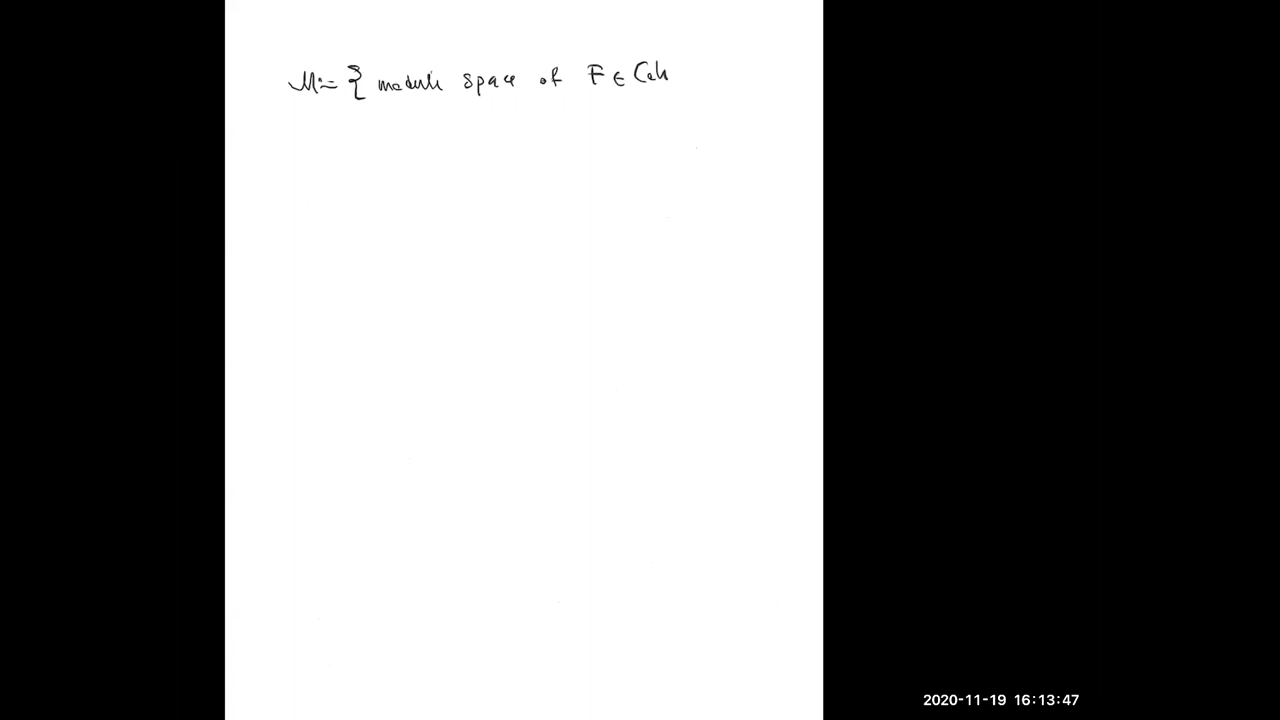 M := { moduli space of F ∈ Coh
2020-11-19 16:13:47